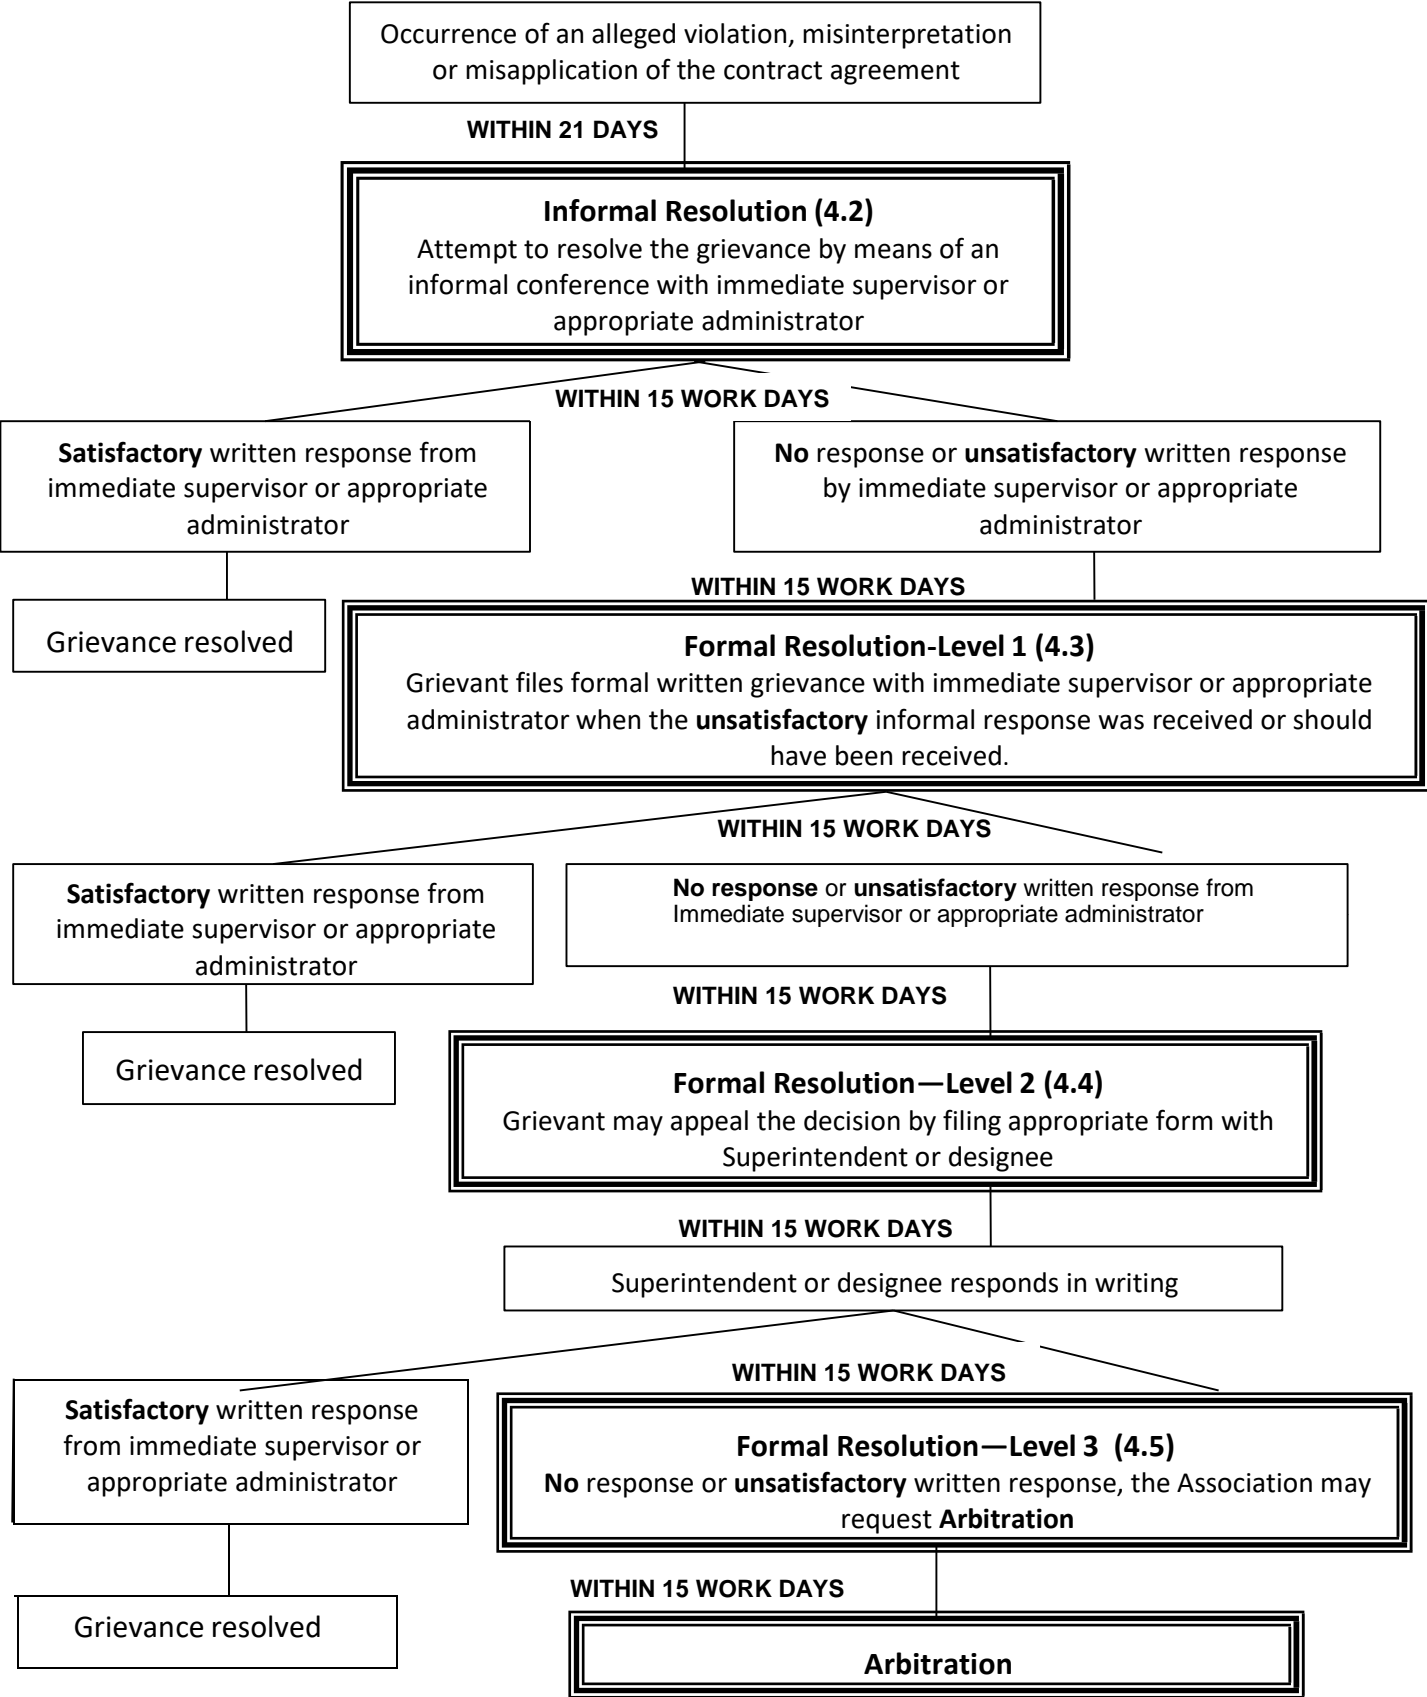 Occurrence of an alleged violation, misinterpretation
or misapplication of the contract agreement
WITHIN 21 DAYS
Informal Resolution (4.2)
Attempt to resolve the grievance by means of an
informal conference with immediate supervisor or
appropriate administrator
WITHIN 15 WORK DAYS
Satisfactory written response from
immediate supervisor or appropriate
administrator
No response or unsatisfactory written response
by immediate supervisor or appropriate
administrator
WITHIN 15 WORK DAYS
Grievance resolved
Formal Resolution-Level 1 (4.3)
Grievant files formal written grievance with immediate supervisor or appropriate
administrator when the unsatisfactory informal response was received or should
have been received.
WITHIN 15 WORK DAYS
Satisfactory written response from
immediate supervisor or appropriate
administrator
No response or unsatisfactory written response from
Immediate supervisor or appropriate administrator
WITHIN 15 WORK DAYS
Grievance resolved
Formal Resolution—Level 2 (4.4)
Grievant may appeal the decision by filing appropriate form with
Superintendent or designee
WITHIN 15 WORK DAYS
Superintendent or designee responds in writing
WITHIN 15 WORK DAYS
Satisfactory written response
from immediate supervisor or
appropriate administrator
Formal Resolution—Level 3 (4.5)
No response or unsatisfactory written response, the Association may
request Arbitration
WITHIN 15 WORK DAYS
Grievance resolved
Arbitration